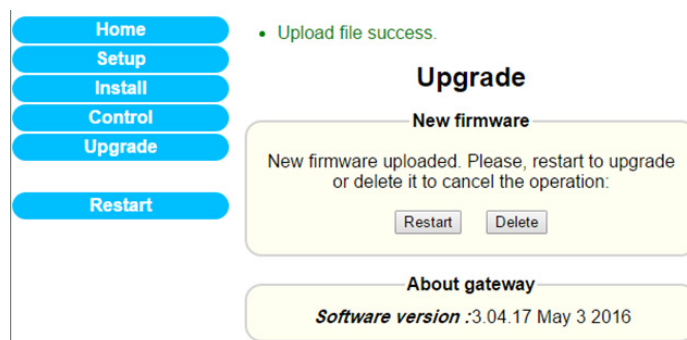 Home
Setup
Install
Control
Upgrade
Restart
Upload file success.
Upgrade
New firmware
New firmware uploaded. Please, restart to upgrade
or delete it to cancel the operation:
Restart Delete
About gateway
Software version :3.04.17 May 3 2016